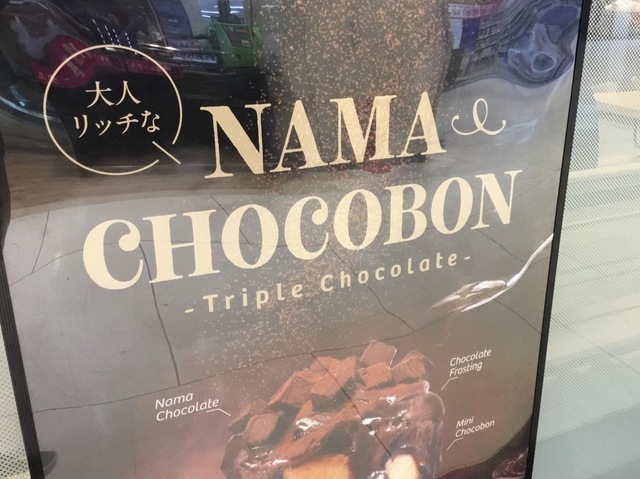 大人
リッチな
NAMA
CHOCOBON
-Triple Chocolate-
Chocolate
Frosting
Nama
Chocolate
Mini
Chocobon